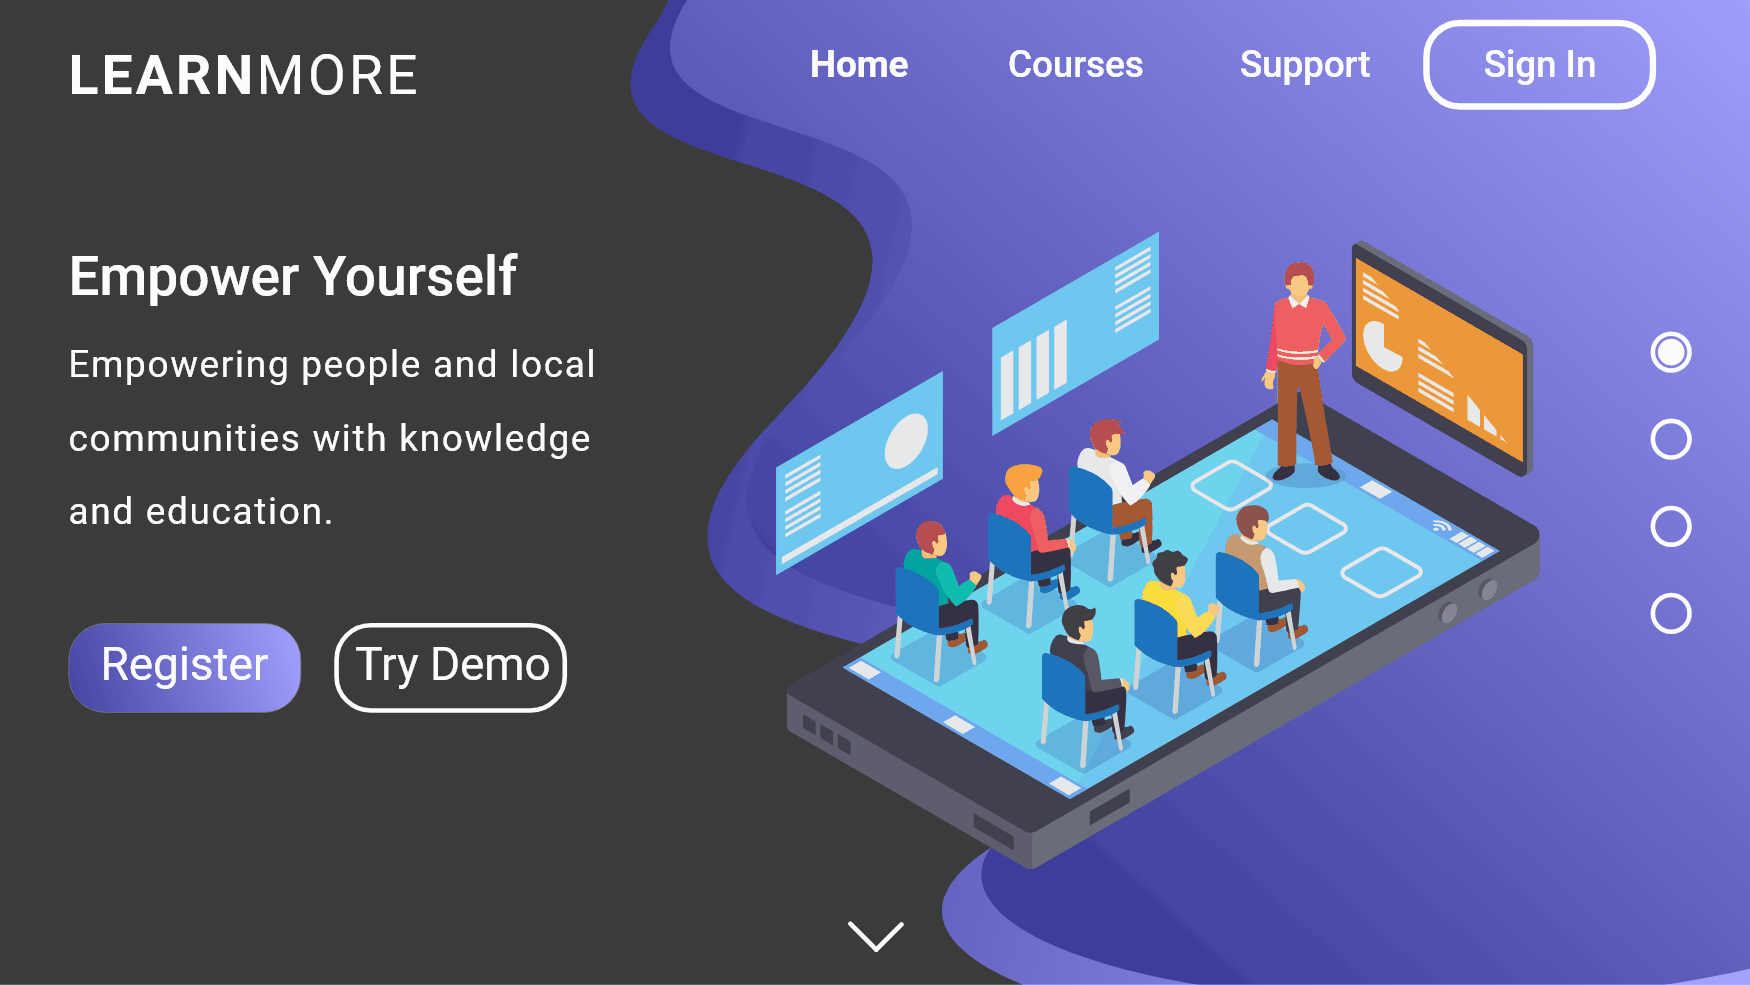 LEARNMORE
Home Courses Support Sign In
Empower Yourself
Empowering people and local
communities with knowledge
and education.
Register Try Demo